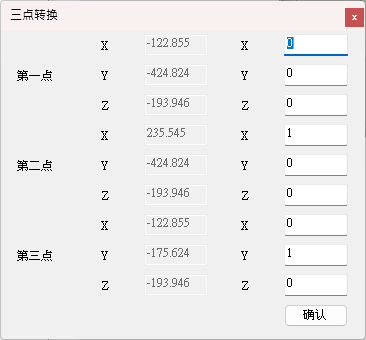 三点转换
X -122.855 X 0
第一点 Y -424.824 Y 0
Z -193.946 Z 0
X 235.545 X 1
第二点 Y -424.824 Y 0
Z -193.946 Z 0
X -122.855 X 0
第三点 Y -175.624 Y 1
Z -193.946 Z 0
确认